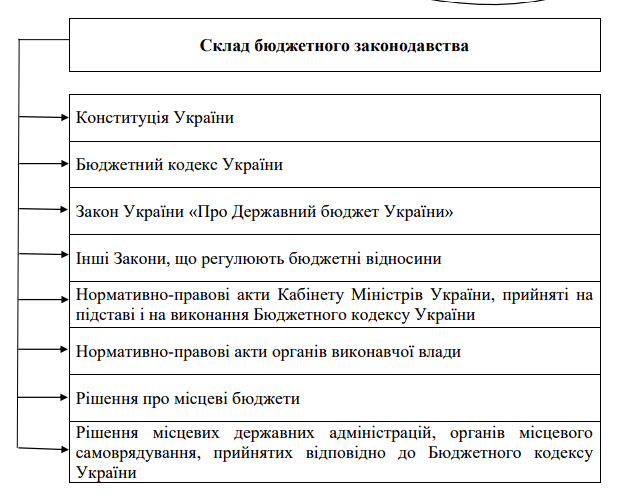 Склад бюджетного законодавства
Конституція України
Бюджетний кодекс України
Закон України «Про Державний бюджет України»
Інші Закони, що регулюють бюджетні відносини
Нормативно-правові акти Кабінету Міністрів України, прийняті на
підставі і на виконання Бюджетного кодексу України
Нормативно-правові акти органів виконавчої влади
Рішення про місцеві бюджети
Рішення місцевих державних адміністрацій, органів місцевого
самоврядування, прийнятих відповідно до Бюджетного кодексу
України